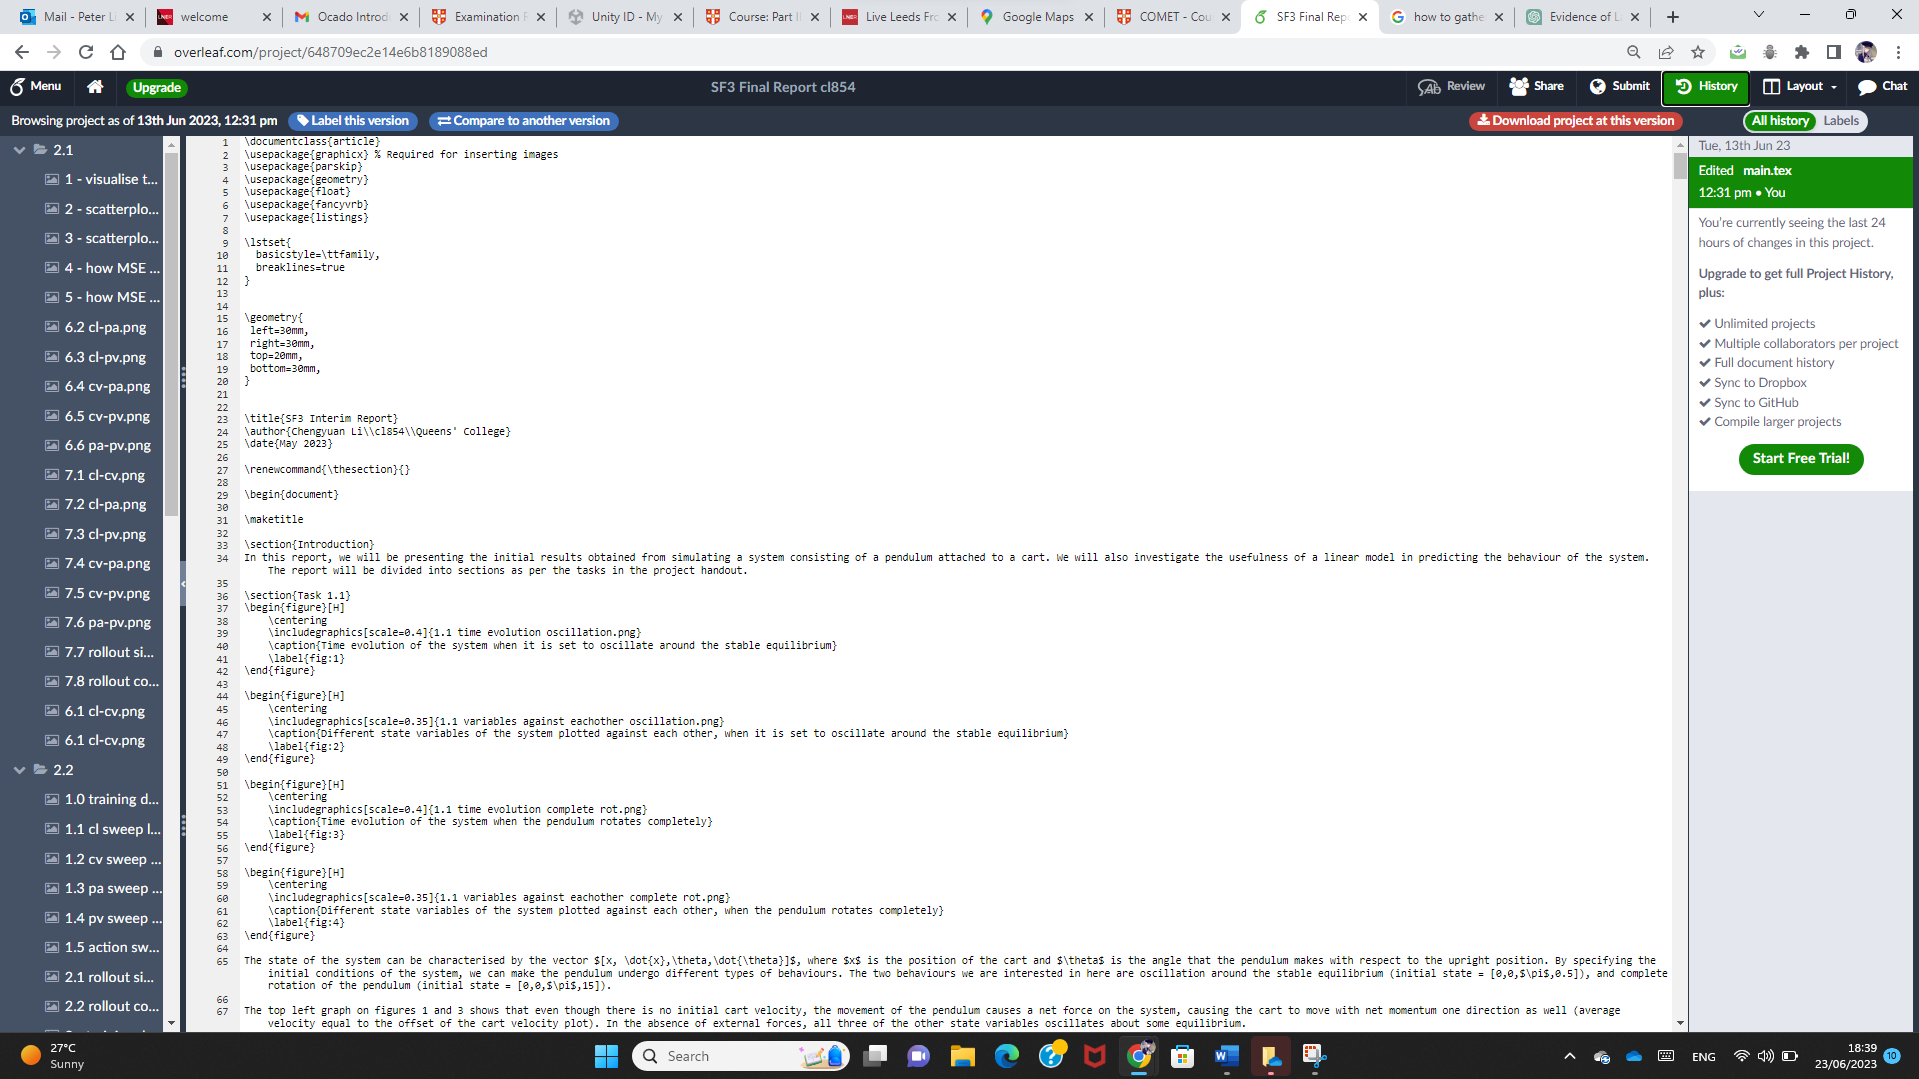 Mail - Peter Li
welcome
Ocado Introd
Examination F
Unity ID - My
Course: Part II
Live Leeds Fro
Google Maps
COMET - Cou
SF3 Final Repo
how to gathe
Evidence of L
overleaf.com/project/648709ec2e14e6b8189088ed
Menu
Upgrade
SF3 Final Report cl854
Review
Share
Submit
History
Layout
Chat
Browsing project as of 13th Jun 2023, 12:31 pm
Label this version
Compare to another version
Download project at this version
All history
Labels
2.1
1 - visualise t...
2 - scatterplo...
3 - scatterplo...
4 - how MSE ...
5 - how MSE ...
6.2 cl-pa.png
6.3 cl-pv.png
6.4 cv-pa.png
6.5 cv-pv.png
6.6 pa-pv.png
7.1 cl-cv.png
7.2 cl-pa.png
7.3 cl-pv.png
7.4 cv-pa.png
7.5 cv-pv.png
7.6 pa-pv.png
7.7 rollout si...
7.8 rollout co...
6.1 cl-cv.png
6.1 cl-cv.png
2.2
1.0 training d...
1.1 cl sweep l...
1.2 cv sweep ...
1.3 pa sweep ...
1.4 pv sweep ...
1.5 action sw...
2.1 rollout si...
2.2 rollout co...
1 \documentclass{article}
2 \usepackage{graphicx} % Required for inserting images
3 \usepackage{parskip}
4 \usepackage{geometry}
5 \usepackage{float}
6 \usepackage{fancyvrb}
7 \usepackage{listings}
8
9 \lstset{
10 basicstyle=\ttfamily,
11 breaklines=true
12 }
13
14
15 \geometry{
16 left=30mm,
17 right=30mm,
18 top=20mm,
19 bottom=30mm,
20 }
21
22
23 \title{SF3 Interim Report}
24 \author{Chengyuan Li\\cl854\\Queens' College}
25 \date{May 2023}
26
27 \renewcommand{\thesection}{}
28
29 \begin{document}
30
31 \maketitle
32
33 \section{Introduction}
34 In this report, we will be presenting the initial results obtained from simulating a system consisting of a pendulum attached to a cart. We will also investigate the usefulness of a linear model in predicting the behaviour of the system.
The report will be divided into sections as per the tasks in the project handout.
35
36 \section{Task 1.1}
37 \begin{figure}[H]
38 \centering
39 \includegraphics[scale=0.4]{1.1 time evolution oscillation.png}
40 \caption{Time evolution of the system when it is set to oscillate around the stable equilibrium}
41 \label{fig:1}
42 \end{figure}
43
44 \begin{figure}[H]
45 \centering
46 \includegraphics[scale=0.35]{1.1 variables against eachother oscillation.png}
47 \caption{Different state variables of the system plotted against each other, when it is set to oscillate around the stable equilibrium}
48 \label{fig:2}
49 \end{figure}
50
51 \begin{figure}[H]
52 \centering
53 \includegraphics[scale=0.4]{1.1 time evolution complete rot.png}
54 \caption{Time evolution of the system when the pendulum rotates completely}
55 \label{fig:3}
56 \end{figure}
57
58 \begin{figure}[H]
59 \centering
60 \includegraphics[scale=0.35]{1.1 variables against eachother complete rot.png}
61 \caption{Different state variables of the system plotted against each other, when the pendulum rotates completely}
62 \label{fig:4}
63 \end{figure}
64
65 The state of the system can be characterised by the vector $[x, \dot{x},\theta,\dot{\theta}]$, where $x$ is the position of the cart and $\theta$ is the angle that the pendulum makes with respect to the upright position. By specifying the
initial conditions of the system, we can make the pendulum undergo different types of behaviours. The two behaviours we are interested in here are oscillation around the stable equilibrium (initial state = [0,0,$\pi$,0.5]), and complete
rotation of the pendulum (initial state = [0,0,$\pi$,15]).
66
67 The top left graph on figures 1 and 3 shows that even though there is no initial cart velocity, the movement of the pendulum causes a net force on the system, causing the cart to move with net momentum one direction as well (average
velocity equal to the offset of the cart velocity plot). In the absence of external forces, all three of the other state variables oscillates about some equilibrium.
Tue, 13th Jun 23
Edited main.tex
12:31 pm • You
You're currently seeing the last 24
hours of changes in this project.
Upgrade to get full Project History,
plus:
Unlimited projects
Multiple collaborators per project
Full document history
Sync to Dropbox
Sync to GitHub
Compile larger projects
Start Free Trial!
27°C
Sunny
Search
ENG
18:39
23/06/2023
10